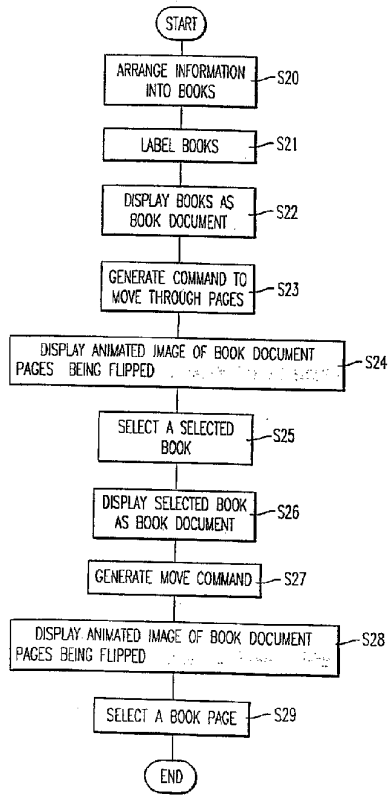 START
ARRANGE INFORMATION
INTO BOOKS
S20
LABEL BOOKS
S21
DISPLAY BOOKS AS
BOOK DOCUMENT
S22
GENERATE COMMAND TO
MOVE THROUGH PAGES
S23
DISPLAY ANIMATED IMAGE OF BOOK DOCUMENT
PAGES BEING FLIPPED
S24
SELECT A SELECTED
BOOK
S25
DISPLAY SELECTED BOOK
AS BOOK DOCUMENT
S26
GENERATE MOVE COMMAND
S27
DISPLAY ANIMATED IMAGE OF BOOK DOCUMENT
PAGES BEING FLIPPED
S28
SELECT A BOOK PAGE
S29
END